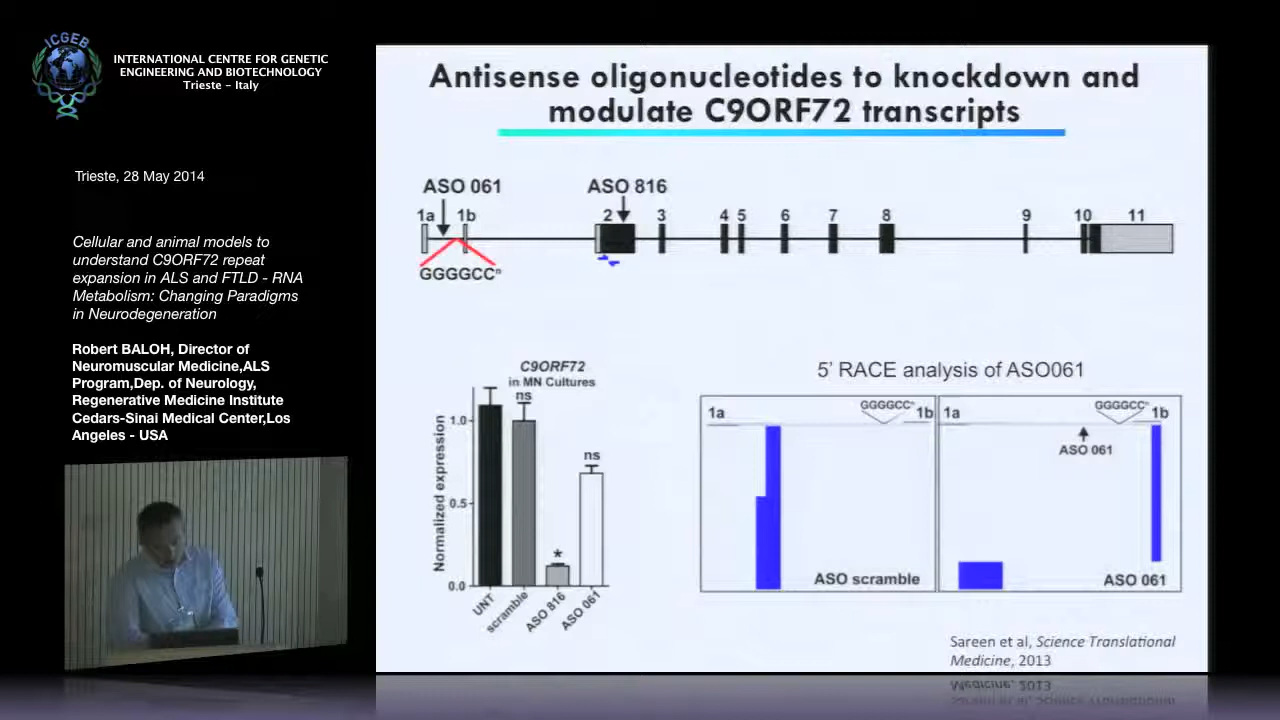 ICGEB
INTERNATIONAL CENTRE FOR GENETIC
ENGINEERING AND BIOTECHNOLOGY
Trieste - Italy
Trieste, 28 May 2014
Cellular and animal models to
understand C9ORF72 repeat
expansion in ALS and FTLD - RNA
Metabolism: Changing Paradigms
in Neurodegeneration
Robert BALOH, Director of
Neuromuscular Medicine,ALS
Program,Dep. of Neurology,
Regenerative Medicine Institute
Cedars-Sinai Medical Center,Los
Angeles - USA
Antisense oligonucleotides to knockdown and
modulate C9ORF72 transcripts
ASO 061 ASO 816
1a 1b 2 3 4 5 6 7 8 9 10 11
GGGGCCⁿ
C9ORF72
in MN Cultures
Normalized expression
1.0
0.5
0.0
ns
*
ns
UNT
scramble
ASO 816
ASO 061
5' RACE analysis of ASO061
1a GGGGCCⁿ 1b
ASO scramble
1a GGGGCCⁿ 1b
ASO 061
ASO 061
Sareen et al, Science Translational
Medicine, 2013